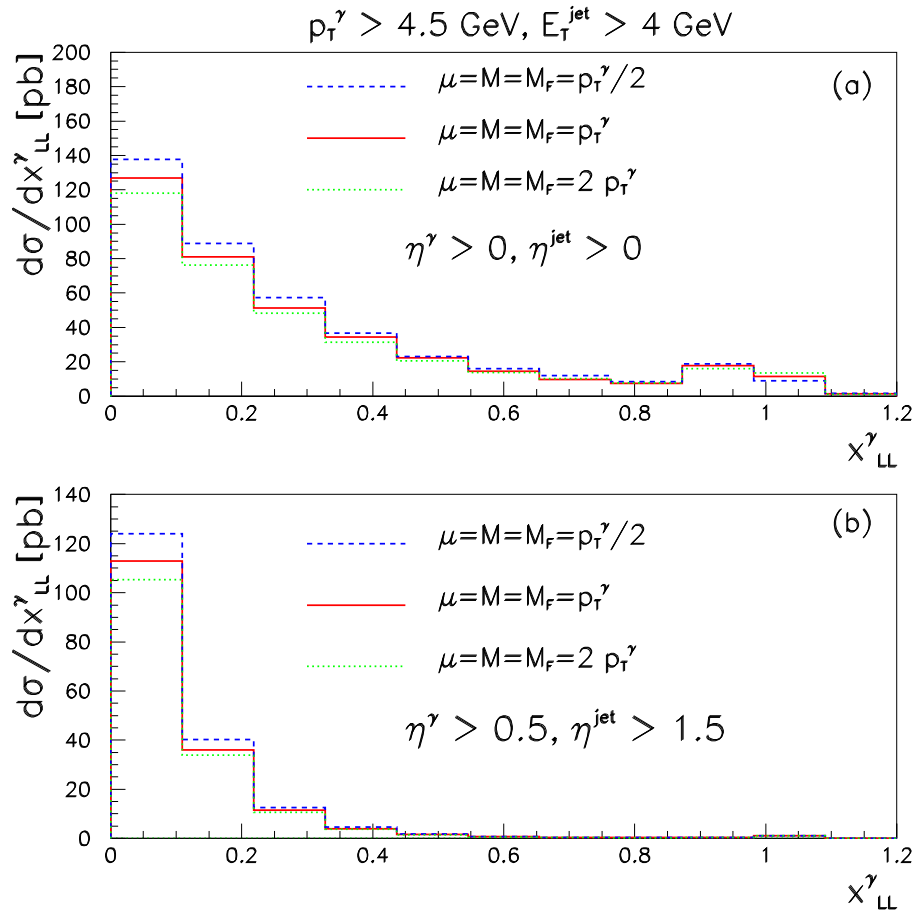 p_T^γ > 4.5 GeV, E_T^jet > 4 GeV
dσ/dx^γ_LL [pb]
200
180
160
140
120
100
80
60
40
20
0
(a)
μ=M=M_F=p_T^γ/2
μ=M=M_F=p_T^γ
μ=M=M_F=2 p_T^γ
η^γ > 0, η^jet > 0
0 0.2 0.4 0.6 0.8 1 1.2
x^γ_LL
dσ/dx^γ_LL [pb]
140
120
100
80
60
40
20
0
(b)
μ=M=M_F=p_T^γ/2
μ=M=M_F=p_T^γ
μ=M=M_F=2 p_T^γ
η^γ > 0.5, η^jet > 1.5
0 0.2 0.4 0.6 0.8 1 1.2
x^γ_LL